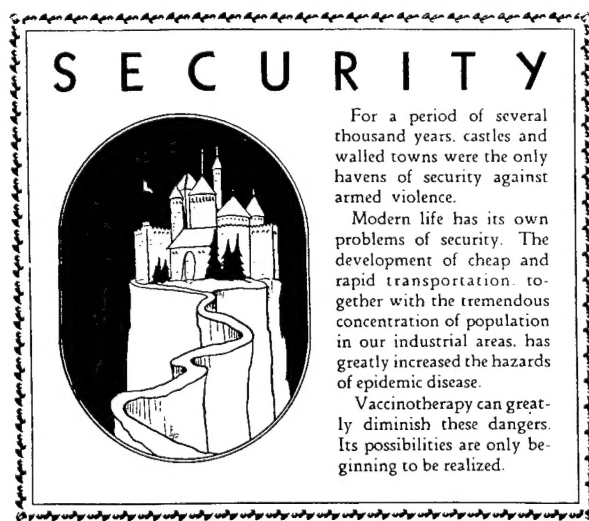 SECURITY
For a period of several
thousand years, castles and
walled towns were the only
havens of security against
armed violence.
Modern life has its own
problems of security. The
development of cheap and
rapid transportation, to-
gether with the tremendous
concentration of population
in our industrial areas, has
greatly increased the hazards
of epidemic disease.
Vaccinotherapy can great-
ly diminish these dangers.
Its possibilities are only be-
ginning to be realized.